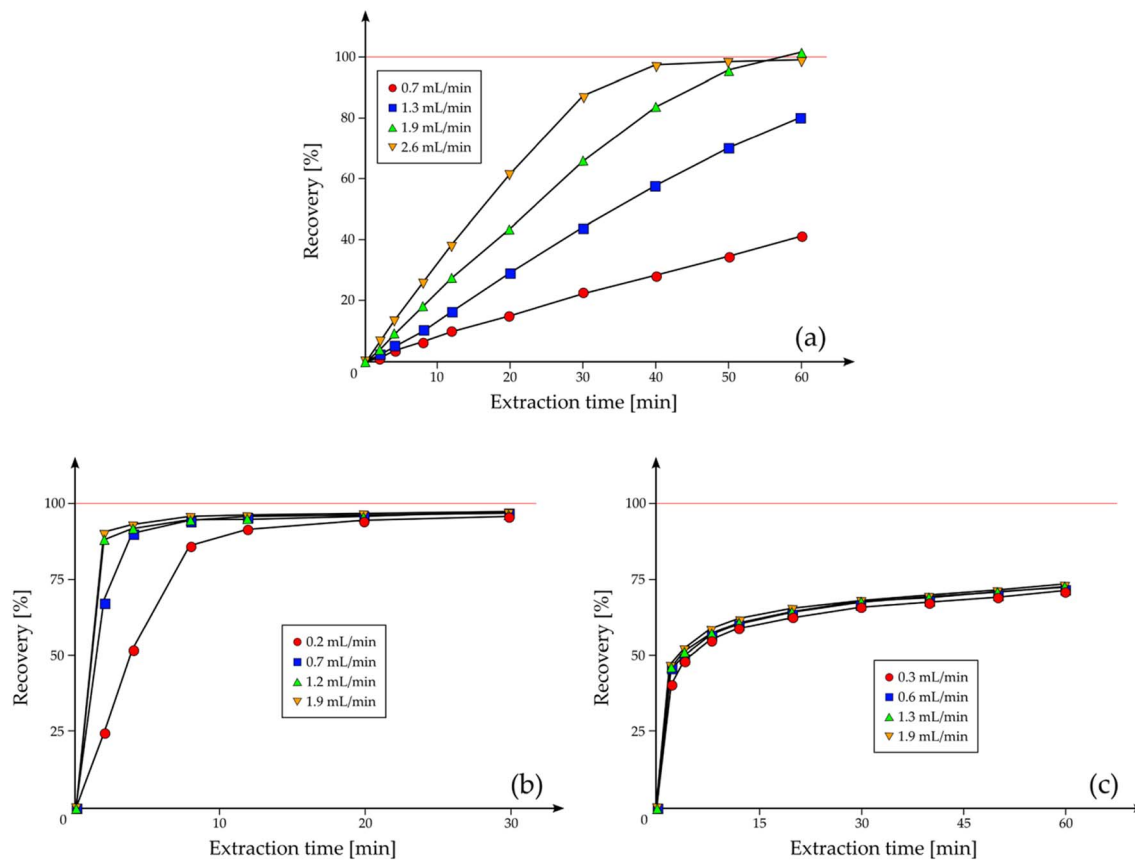 100
80
60
40
20
0
Recovery [%]
0.7 mL/min
1.3 mL/min
1.9 mL/min
2.6 mL/min
(a)
10 20 30 40 50 60
Extraction time [min]
100
75
50
25
0
Recovery [%]
0.2 mL/min
0.7 mL/min
1.2 mL/min
1.9 mL/min
(b)
10 20 30
Extraction time [min]
100
75
50
25
0
Recovery [%]
0.3 mL/min
0.6 mL/min
1.3 mL/min
1.9 mL/min
(c)
15 30 45 60
Extraction time [min]